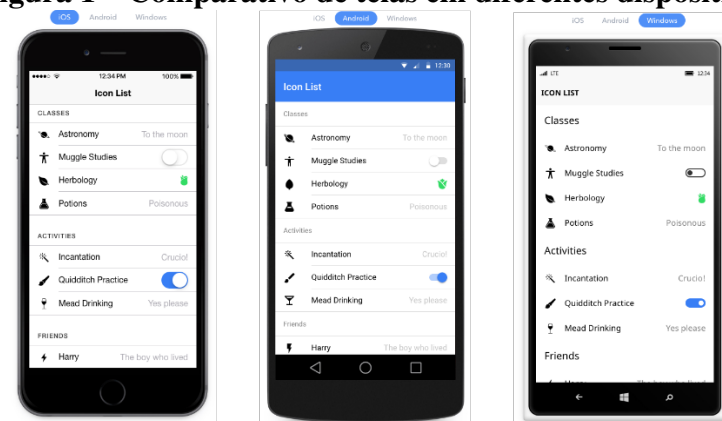 Figura 1 - Comparativo de telas em diferentes disposi
iOS Android Windows
12:34 PM 100%
Icon List
CLASSES
Astronomy To the moon
Muggle Studies
Herbology
Potions Poisonous
ACTIVITIES
Incantation Crucio!
Quidditch Practice
Mead Drinking Yes please
FRIENDS
Harry The boy who lived
iOS Android Windows
12:30
Icon List
Classes
Astronomy To the moon
Muggle Studies
Herbology
Potions Poisonous
Activities
Incantation Crucio!
Quidditch Practice
Mead Drinking Yes please
Friends
Harry The boy who lived
iOS Android Windows
LTE 12:34
ICON LIST
Classes
Astronomy To the moon
Muggle Studies
Herbology
Potions Poisonous
Activities
Incantation Crucio!
Quidditch Practice
Mead Drinking Yes please
Friends